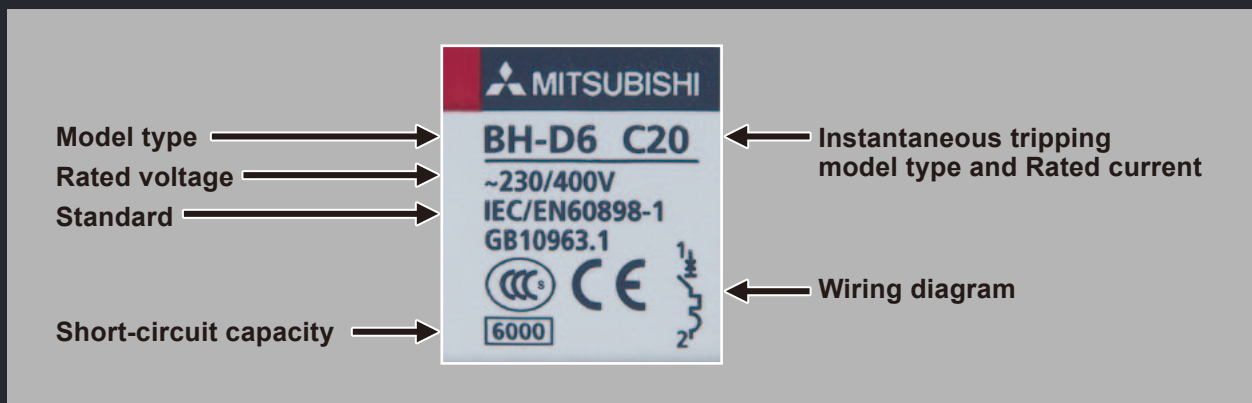 MITSUBISHI
Model type
BH-D6 C20
Instantaneous tripping
model type and Rated current
Rated voltage
~230/400V
Standard
IEC/EN60898-1
GB10963.1
CCC S CE
1
Wiring diagram
Short-circuit capacity
6000
2